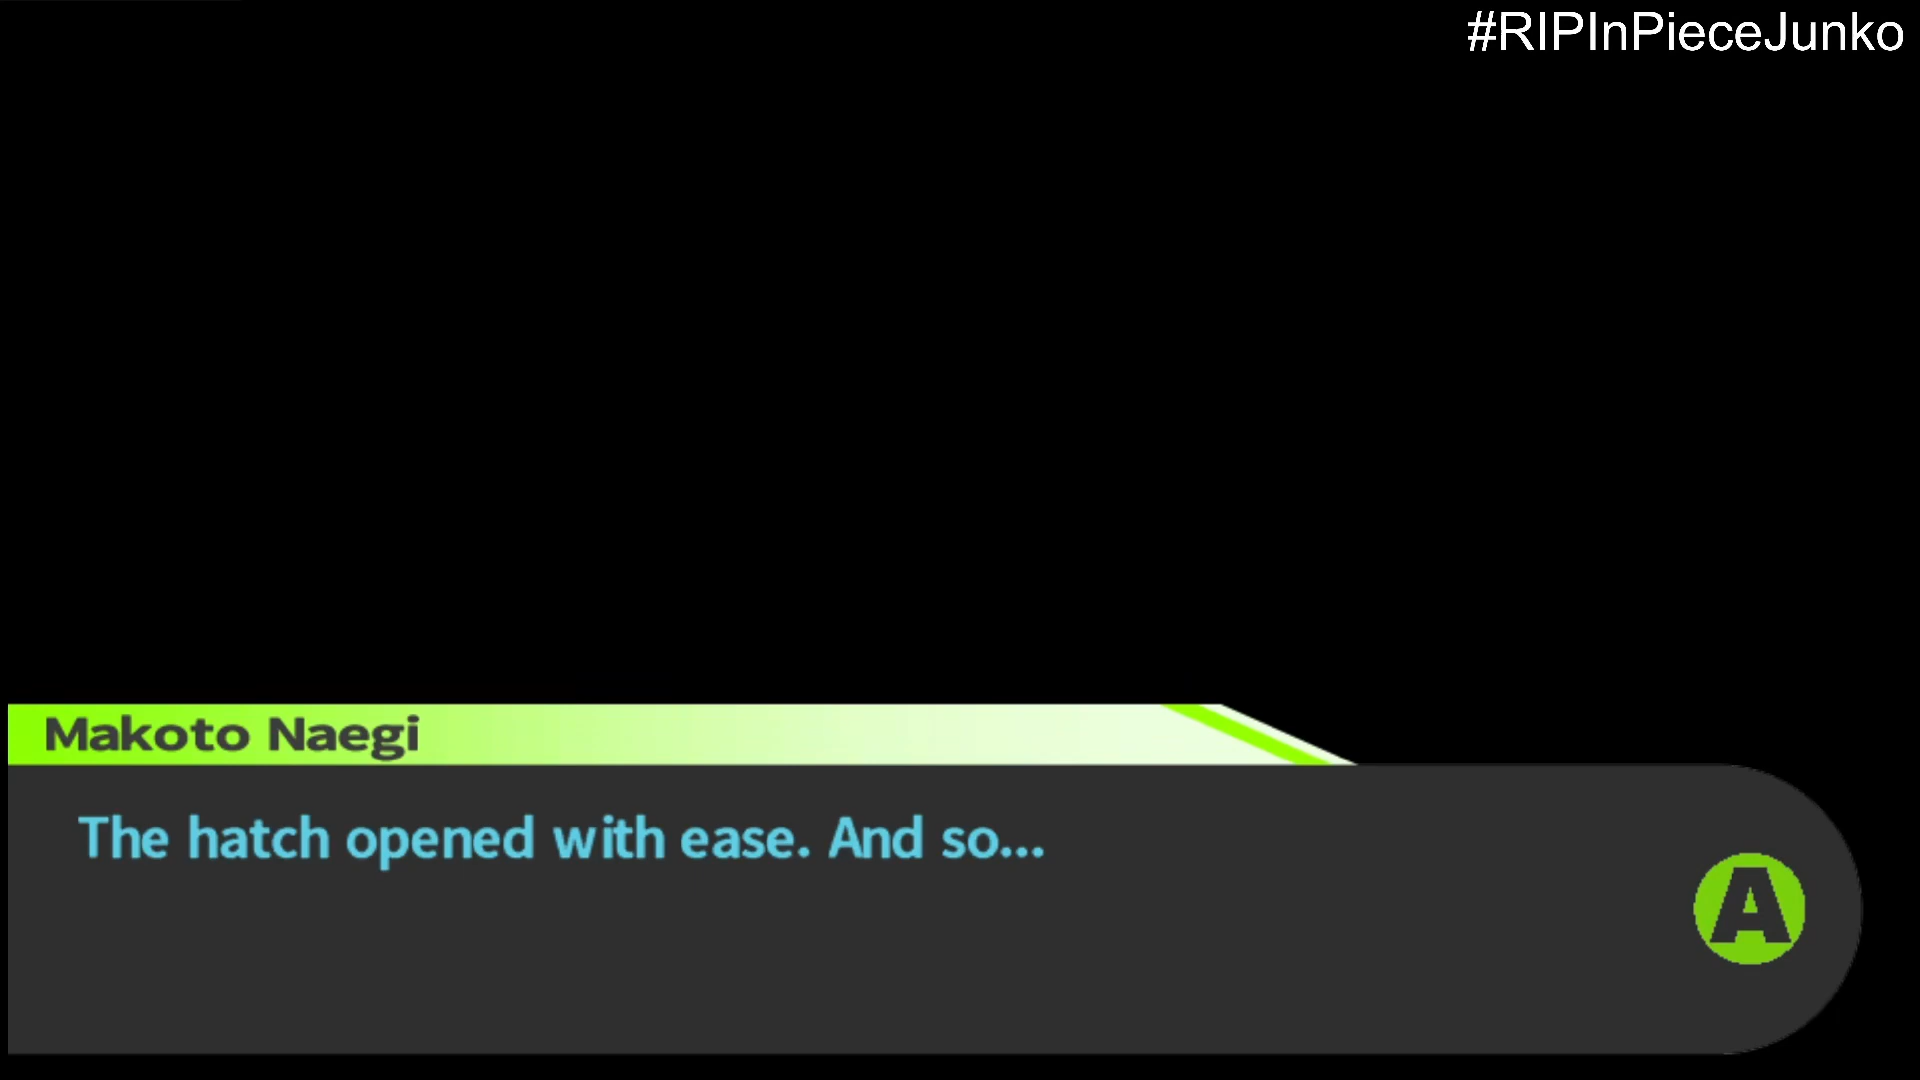 #RIPInPieceJunko
Makoto Naegi
The hatch opened with ease. And so...
A